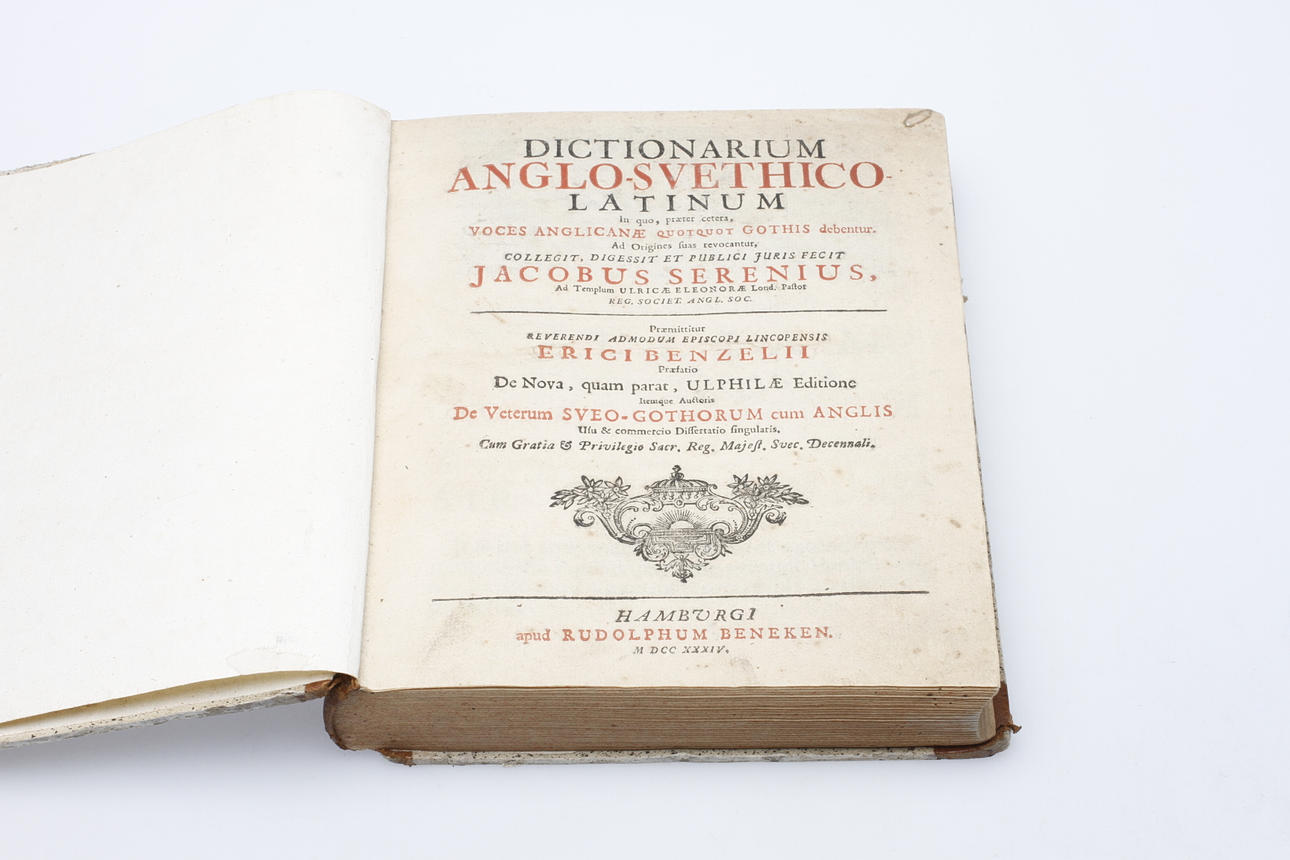 DICTIONARIUM
ANGLO-SVETHICO-
LATINUM
In quo, præter cetera,
VOCES ANGLICANÆ QUOTQUOT GOTHIS debentur.
Ad Origines ſuas revocantur,
COLLEGIT, DIGESSIT ET PUBLICI JURIS FECIT
JACOBUS SERENIUS,
Ad Templum ULRICÆ ELEONORÆ Lond. Paſtor
REG. SOCIET. ANGL. SOC.
Præmittitur
REVERENDI ADMODUM EPISCOPI LINCOPENSIS
ERICI BENZELII
Præfatio
De Nova, quam parat, ULPHILÆ Editione
Itemque Auctoris
De Veterum SVEO-GOTHORUM cum ANGLIS
Uſu & commercio Diſſertatio ſingularis.
Cum Gratia & Privilegio Sacr. Reg. Majeſt. Svec. Decennali.
HAMBURGI
apud RUDOLPHUM BENEKEN.
M DCC XXXIV.